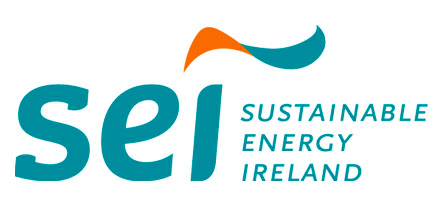 sei
SUSTAINABLE
ENERGY
IRELAND